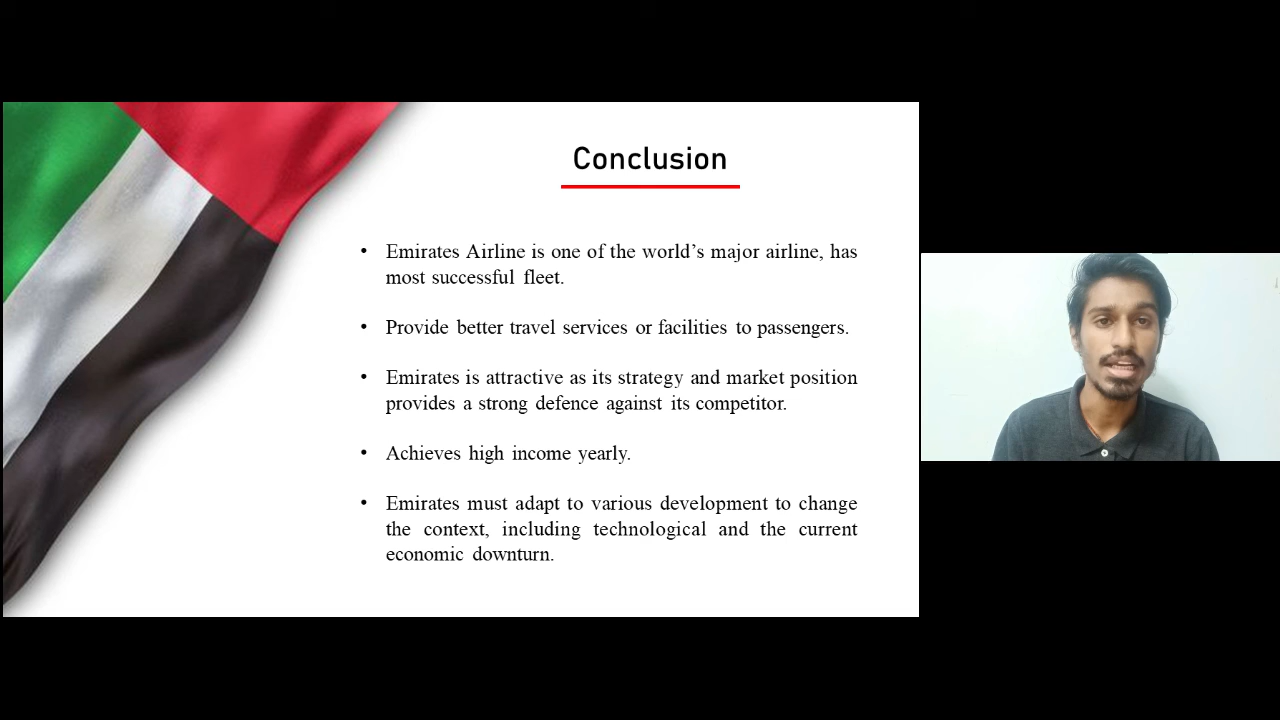 Conclusion
• Emirates Airline is one of the world’s major airline, has
most successful fleet.
• Provide better travel services or facilities to passengers.
• Emirates is attractive as its strategy and market position
provides a strong defence against its competitor.
• Achieves high income yearly.
• Emirates must adapt to various development to change
the context, including technological and the current
economic downturn.